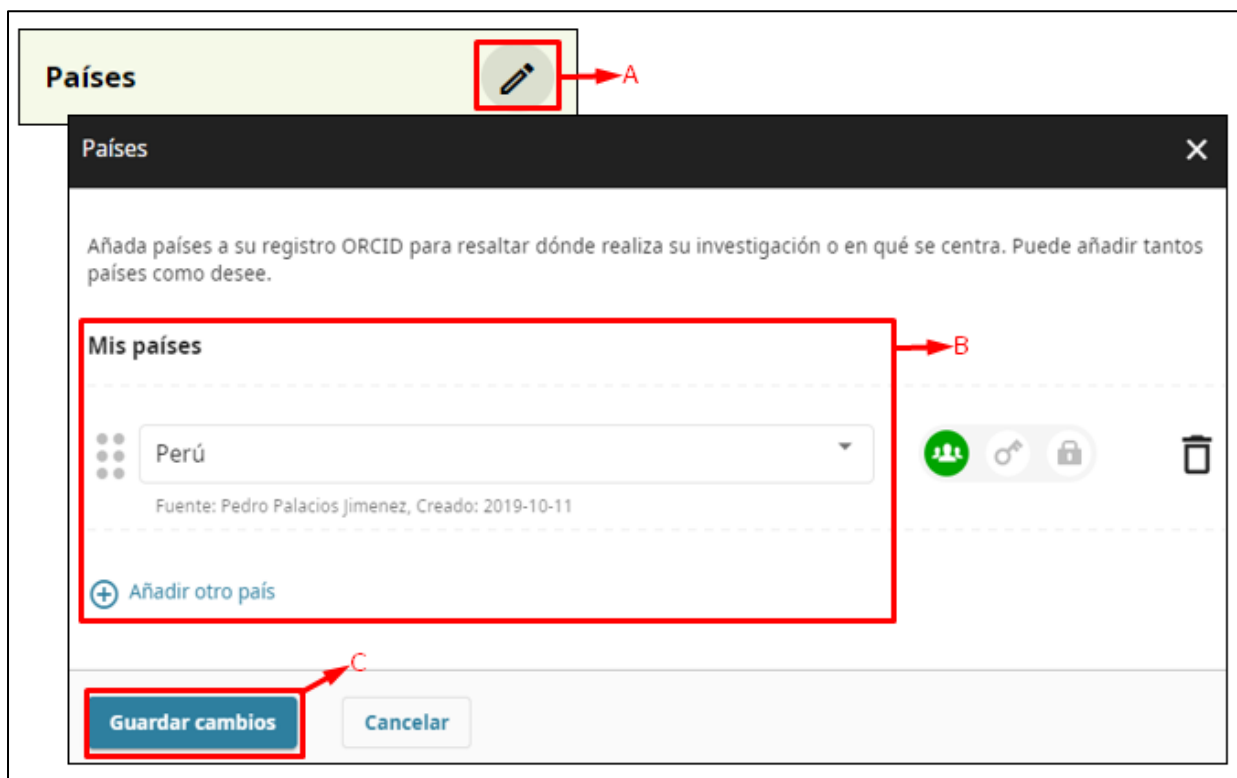 Países
A
Países
Añada países a su registro ORCID para resaltar dónde realiza su investigación o en qué se centra. Puede añadir tantos
países como desee.
Mis países
B
Perú
Fuente: Pedro Palacios Jimenez, Creado: 2019-10-11
Añadir otro país
C
Guardar cambios
Cancelar